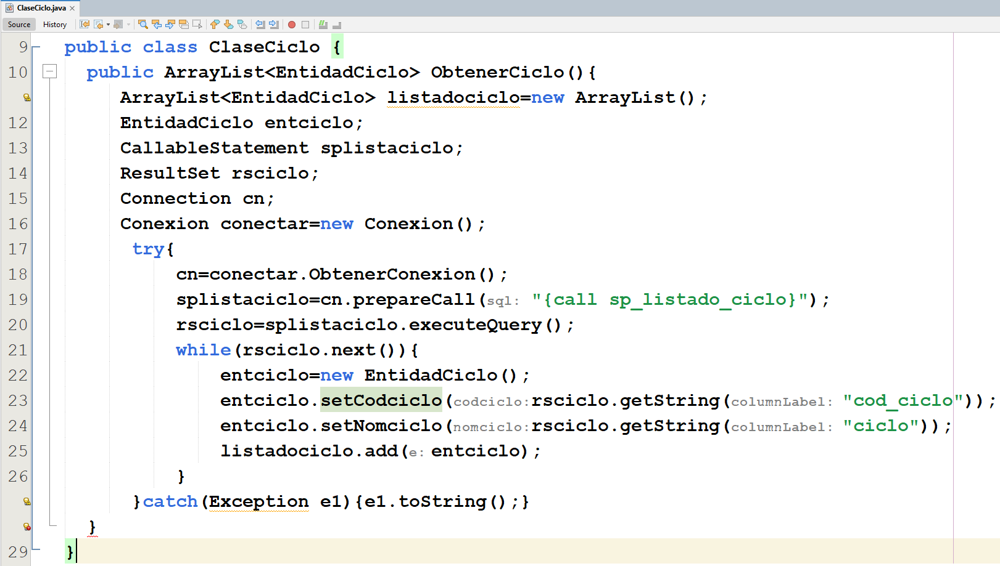 ClaseCiclo.java
Source History
9 public class ClaseCiclo {
10 public ArrayList<EntidadCiclo> ObtenerCiclo(){
ArrayList<EntidadCiclo> listadociclo=new ArrayList();
12 EntidadCiclo entciclo;
13 CallableStatement splistaciclo;
14 ResultSet rsciclo;
15 Connection cn;
16 Conexion conectar=new Conexion();
17 try{
18 cn=conectar.ObtenerConexion();
19 splistaciclo=cn.prepareCall(sql: "{call sp_listado_ciclo}");
20 rsciclo=splistaciclo.executeQuery();
21 while(rsciclo.next()){
22 entciclo=new EntidadCiclo();
23 entciclo.setCodciclo(codciclo:rsciclo.getString(columnLabel: "cod_ciclo"));
24 entciclo.setNomciclo(nomciclo:rsciclo.getString(columnLabel: "ciclo"));
25 listadociclo.add(e: entciclo);
26 }
}catch(Exception e1){e1.toString();}
}
29 }